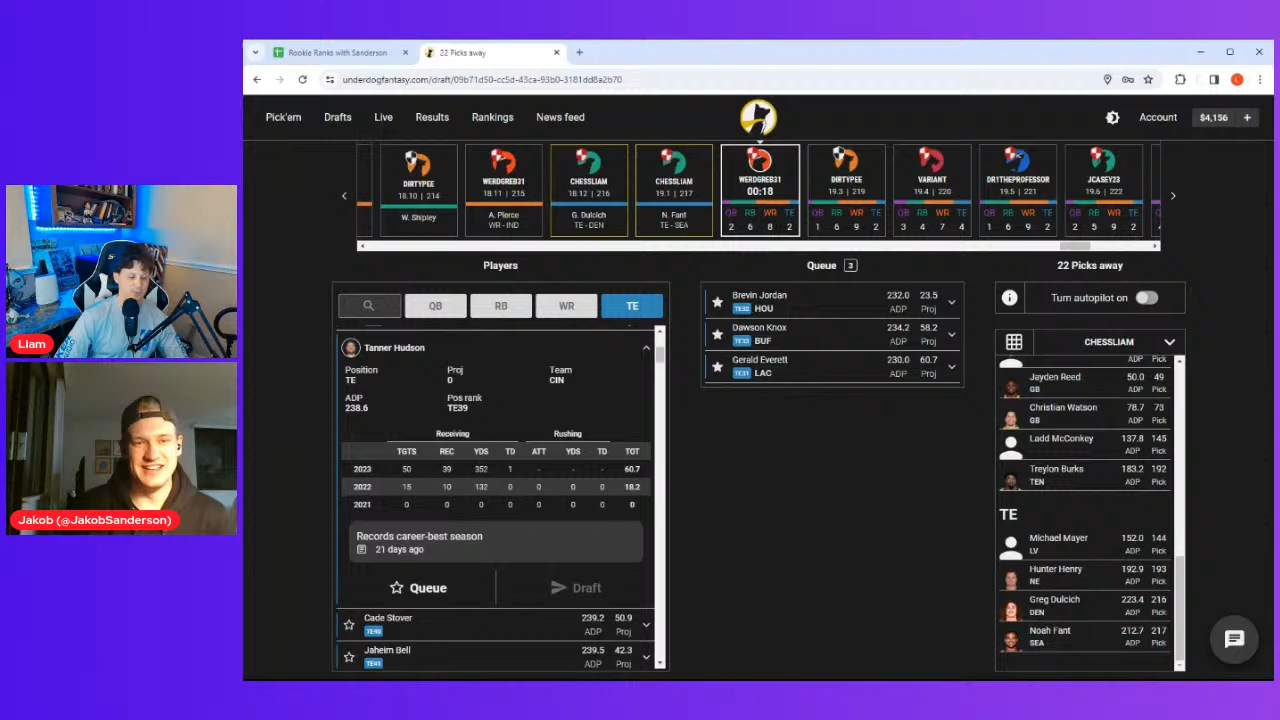 Rookie Ranks with Sanderson
22 Picks away
underdogfantasy.com/draft/09b71d50-cc5d-43ca-93b0-3181dd8a2b70
Pick'em Drafts Live Results Rankings News feed Account $4,156 +
DIRTYPEE
18.10 | 214
W. Shipley
WERDGREB31
18.11 | 215
A. Pierce
WR - IND
CHESSLIAM
18.12 | 216
G. Dulcich
TE - DEN
CHESSLIAM
19.1 | 217
N. Fant
TE - SEA
WERDGREB31
00:18
QB RB WR TE
2 6 8 2
DIRTYPEE
19.3 | 219
QB RB WR TE
1 6 9 2
VARIANT
19.4 | 220
QB RB WR TE
3 4 7 4
DR1THEPROFESSOR
19.5 | 221
QB RB WR TE
1 6 9 2
JCASEY23
19.6 | 222
QB RB WR TE
2 5 9 2
Players
QB RB WR TE
Tanner Hudson
Position Proj Team
TE 0 CIN
ADP Pos rank
238.6 TE39
Receiving Rushing
TGTS REC YDS TD ATT YDS TD TOT
2023 50 39 352 1 - - - 60.7
2022 15 10 132 0 0 0 0 18.2
2021 0 0 0 0 0 0 0 0
Records career-best season
21 days ago
Queue Draft
Cade Stover 239.2 50.9
TE40 ADP Proj
Jaheim Bell 239.5 42.3
TE41 ADP Proj
Queue 3
Brevin Jordan 232.0 23.5
TE32 HOU ADP Proj
Dawson Knox 234.2 58.2
TE33 BUF ADP Proj
Gerald Everett 230.0 60.7
TE31 LAC ADP Proj
22 Picks away
Turn autopilot on
CHESSLIAM
ADP Pick
Jayden Reed 50.0 49
GB ADP Pick
Christian Watson 78.7 73
GB ADP Pick
Ladd McConkey 137.8 145
ADP Pick
Treylon Burks 183.2 192
TEN ADP Pick
TE
Michael Mayer 152.0 144
LV ADP Pick
Hunter Henry 192.9 193
NE ADP Pick
Greg Dulcich 223.4 216
DEN ADP Pick
Noah Fant 212.7 217
SEA ADP Pick
Liam
Jakob (@JakobSanderson)